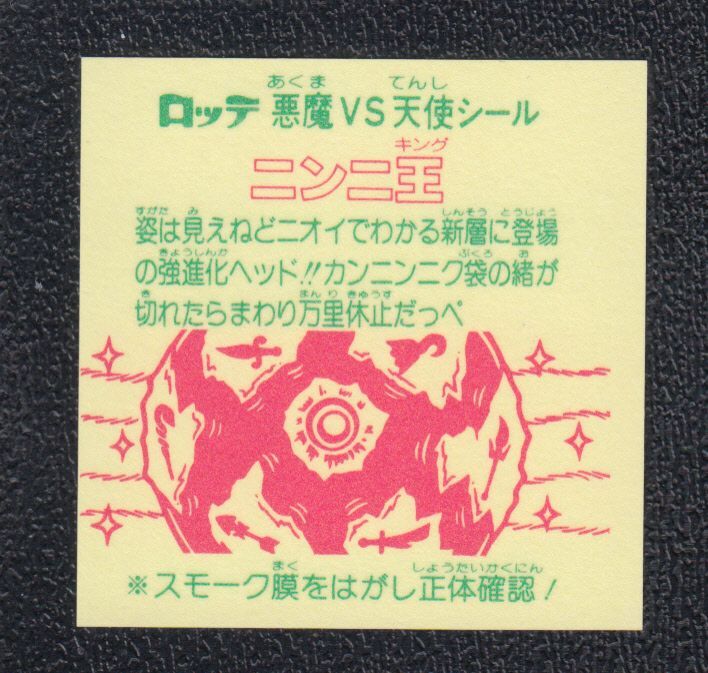 ロッテ 悪魔VS天使シール
ニンニ王
姿は見えねどニオイでわかる新層に登場
の強進化ヘッド!!カンニンニク袋の緒が
切れたらまわり万里休止だっぺ
※スモーク膜をはがし正体確認!